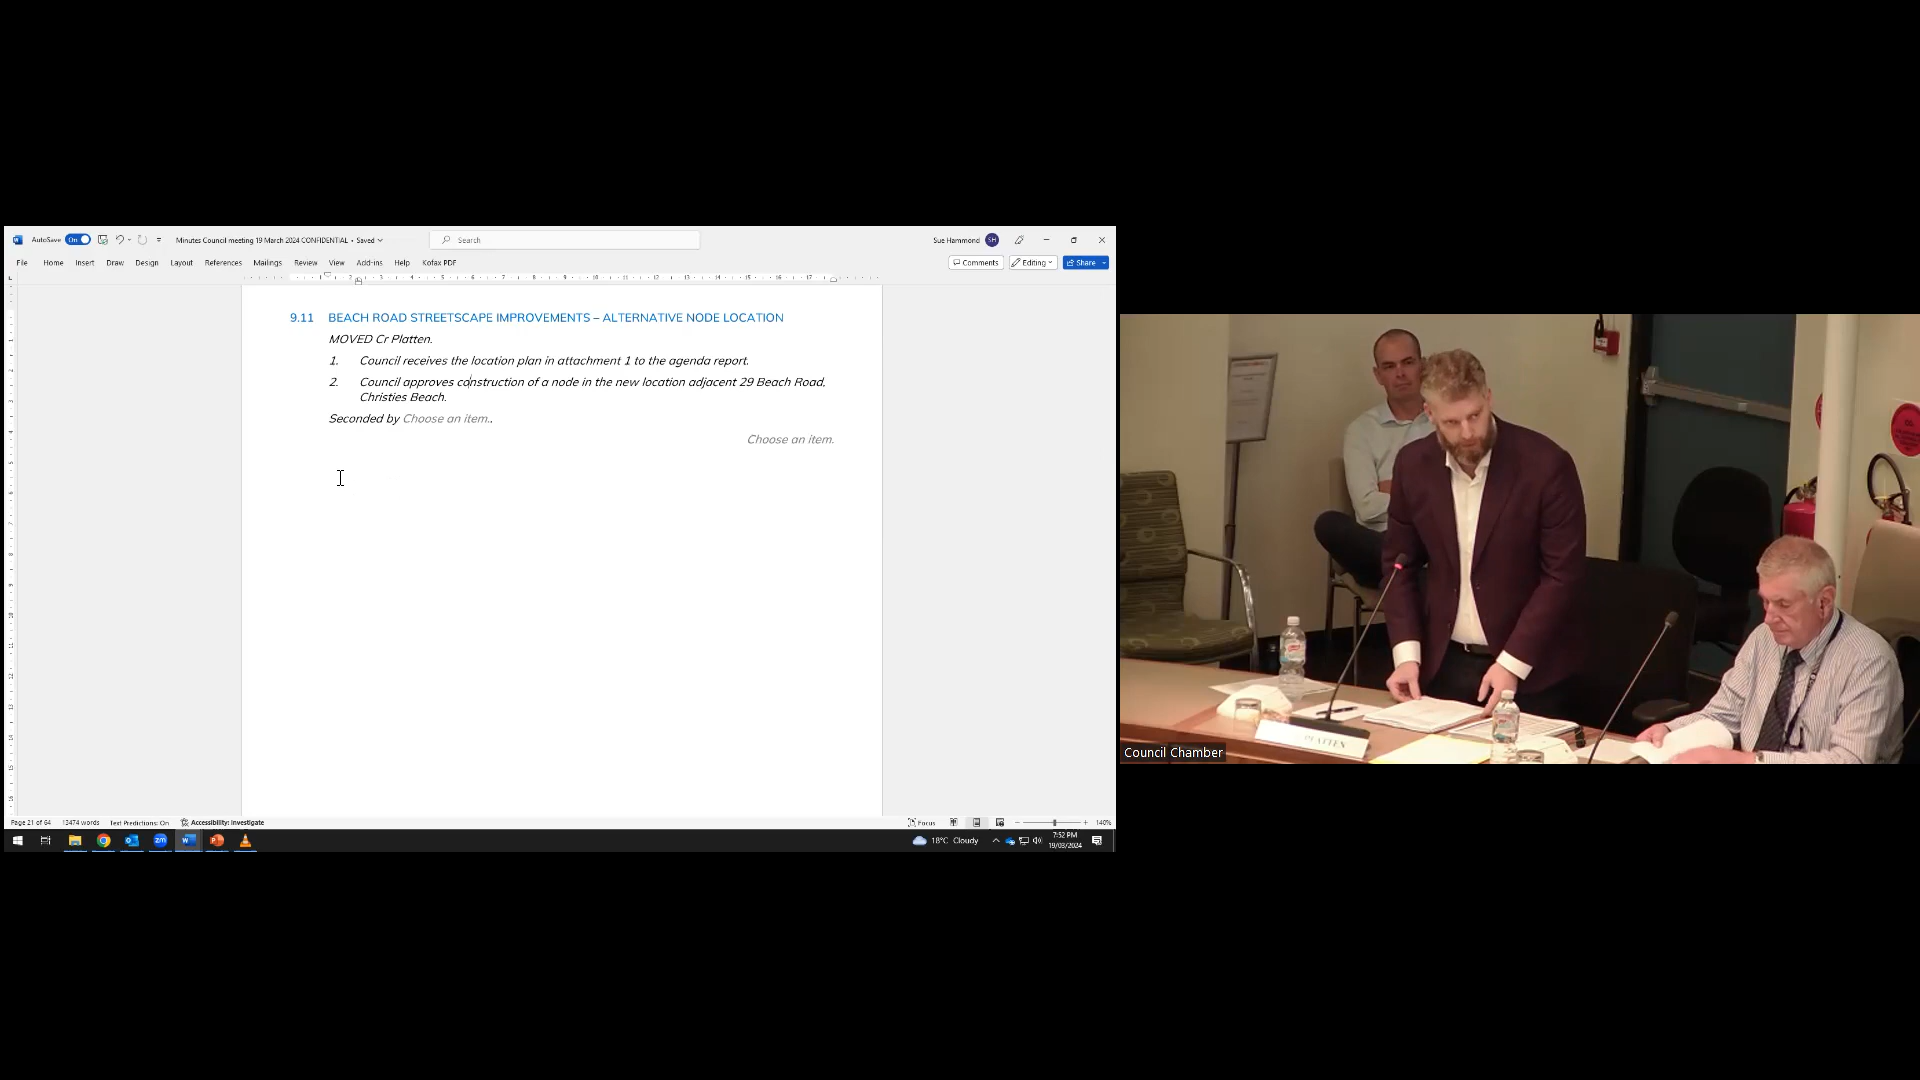 AutoSave On Minutes Council meeting 19 March 2024 CONFIDENTIAL • Saved Search Sue Hammond SH
File Home Insert Draw Design Layout References Mailings Review View Add-ins Help Kofax PDF Comments Editing Share
9.11 BEACH ROAD STREETSCAPE IMPROVEMENTS – ALTERNATIVE NODE LOCATION
MOVED Cr Platten.
1. Council receives the location plan in attachment 1 to the agenda report.
2. Council approves construction of a node in the new location adjacent 29 Beach Road,
Christies Beach.
Seconded by Choose an item..
Choose an item.
Page 21 of 64 13474 words Text Predictions: On Accessibility: Investigate Focus 140%
18°C Cloudy 7:52 PM
19/03/2024
PLATTEN
Council Chamber